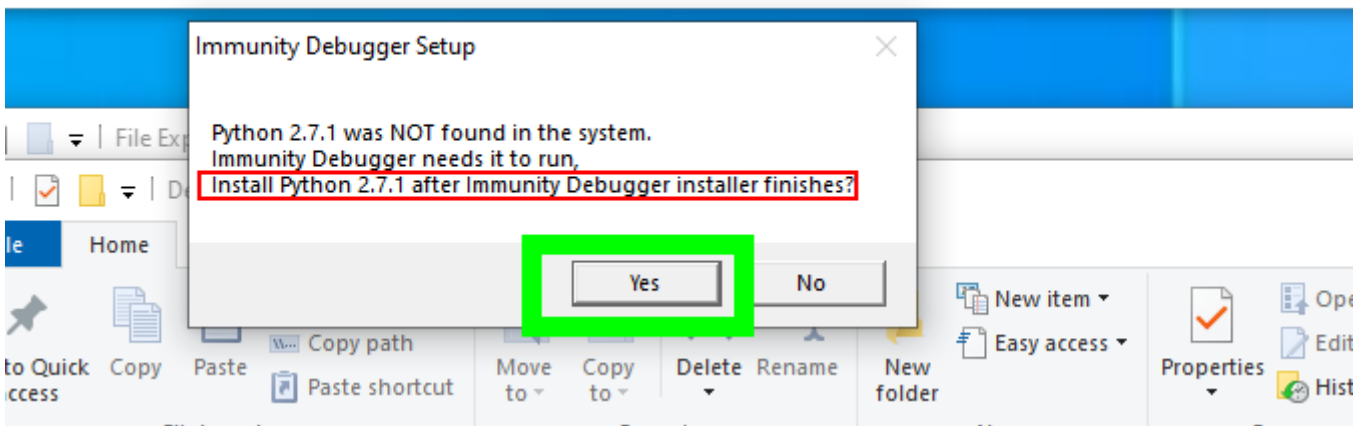 Immunity Debugger Setup
Python 2.7.1 was NOT found in the system.
Immunity Debugger needs it to run,
Install Python 2.7.1 after Immunity Debugger installer finishes?
Yes No
File Exp
Home
New item
Easy access
Copy path
Paste shortcut
to Quick
Copy
Paste
Move
to
Copy
to
Delete
Rename
New
folder
Properties
Ope
Edit
Hist